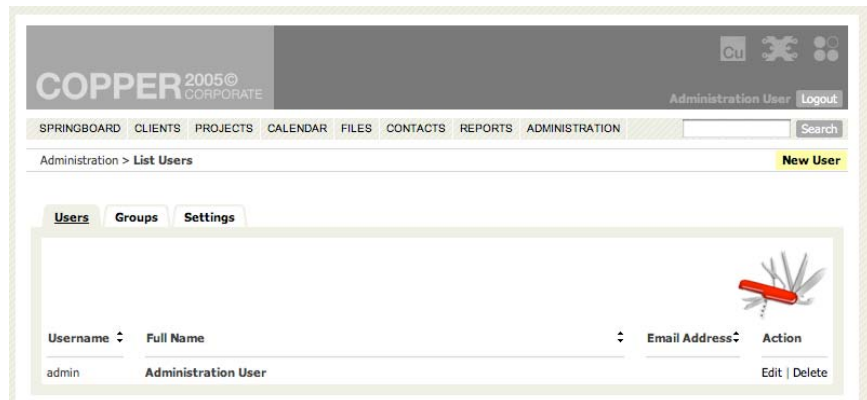 Cu
COPPER 2005© CORPORATE
Administration User Logout
SPRINGBOARD CLIENTS PROJECTS CALENDAR FILES CONTACTS REPORTS ADMINISTRATION Search
Administration > List Users New User
Users Groups Settings
Username Full Name Email Address Action
admin Administration User Edit | Delete